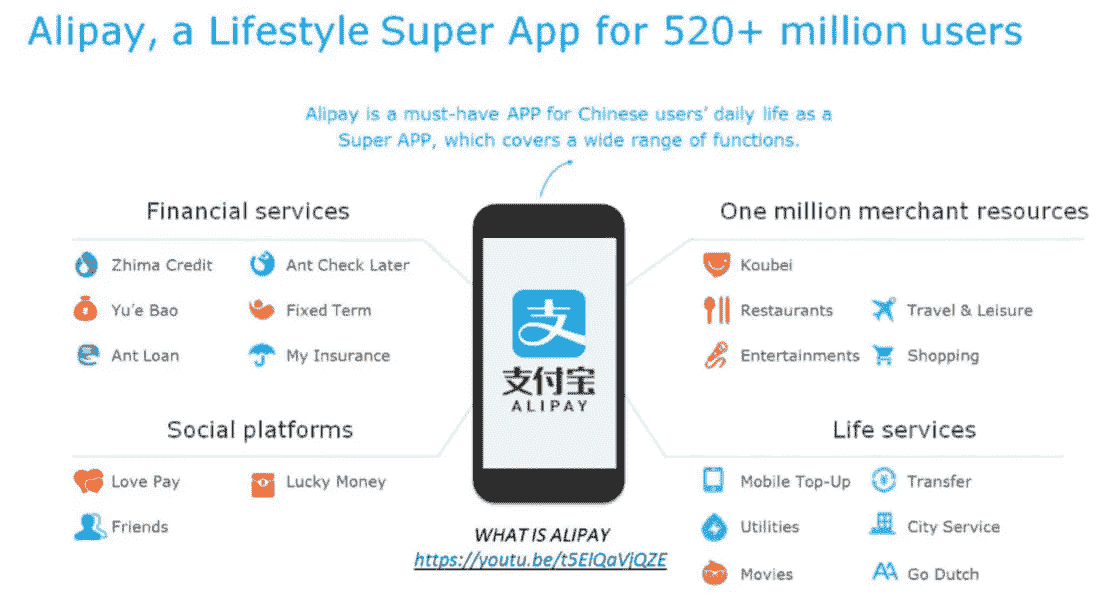 Alipay, a Lifestyle Super App for 520+ million users
Alipay is a must-have APP for Chinese users' daily life as a
Super APP, which covers a wide range of functions.
Financial services
Zhima Credit
Ant Check Later
Yu'e Bao
Fixed Term
Ant Loan
My Insurance
Social platforms
Love Pay
Lucky Money
Friends
支
支付宝
ALIPAY
WHAT IS ALIPAY
https://youtu.be/t5ElQaVjQZE
One million merchant resources
Koubei
Restaurants
Travel & Leisure
Entertainments
Shopping
Life services
Mobile Top-Up
Transfer
Utilities
City Service
Movies
Go Dutch